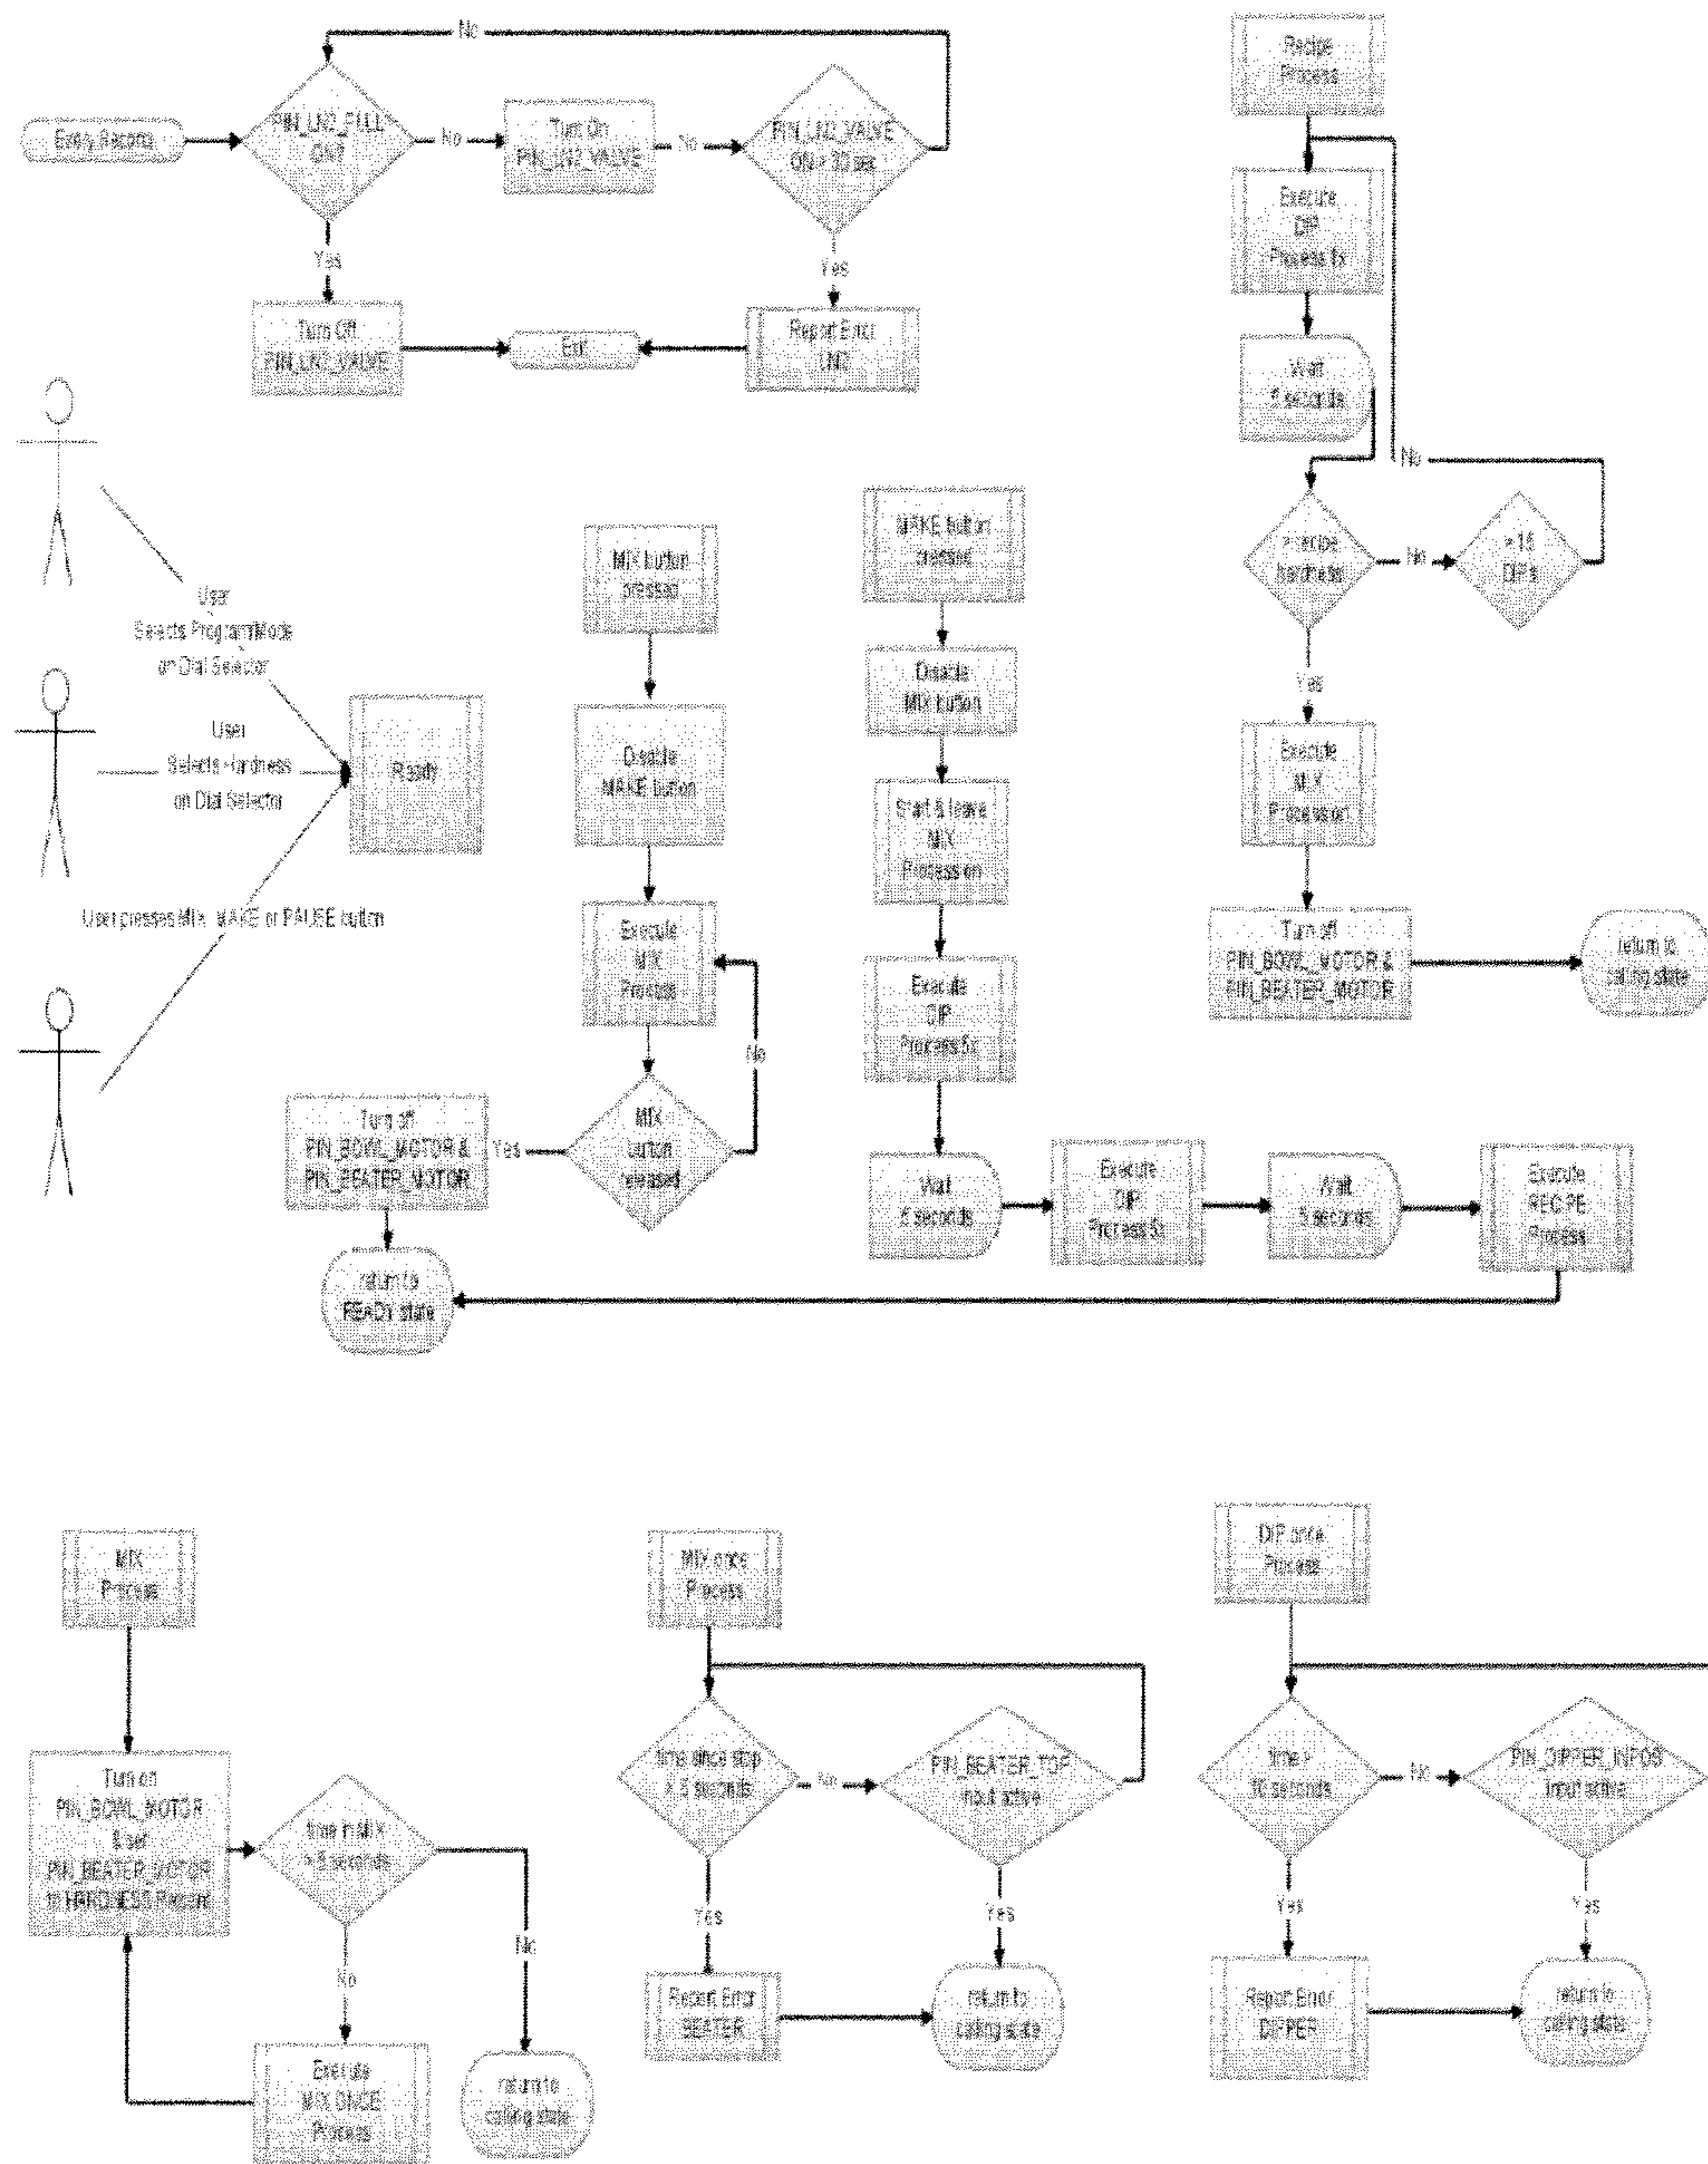 No
Every Second
PIN_LN2_FULL
ON?
No
Turn On
PIN_LN2_VALVE
No
PIN_LN2_VALVE
ON > 30 sec
Yes
Turn Off
PIN_LN2_VALVE
Exit
Yes
Report Error
LN2
Recipe
Process
Execute
DIP
Process
Wait
5 seconds
No
recipe
hardness
No
DIPs
Yes
Execute
MIX
Process on
Turn off
PIN_BOWL_MOTOR &
PIN_BEATER_MOTOR
return to
calling state
User
Selects Program Mode
on Dial Selector
User
Selects Hardness
on Dial Selector
User presses MIX, MAKE or PAUSE button
Ready
MIX button
pressed
Disable
MAKE button
Execute
MIX
Process
No
MIX
button
released
Yes
Turn off
PIN_BOWL_MOTOR &
PIN_BEATER_MOTOR
return to
READY state
MAKE button
pressed
Disable
MIX button
Start & leave
MIX
Process on
Execute
DIP
Process 5x
Wait
5 seconds
Execute
DIP
Process 5x
Wait
5 seconds
Execute
RECIPE
Process
MIX
Process
Turn on
PIN_BOWL_MOTOR
& set
PIN_BEATER_MOTOR
to HARDNESS
time in MIX
> 5 seconds
No
No
Execute
MIX ONCE
Process
return to
calling state
MIX once
Process
time since stop
5 seconds
No
PIN_BEATER_TOP
input active
Yes
Yes
Report Error
BEATER
return to
calling state
DIP once
Process
time >
10 seconds
No
PIN_DIPPER_INPOS
input active
Yes
Yes
Report Error
DIPPER
return to
calling state